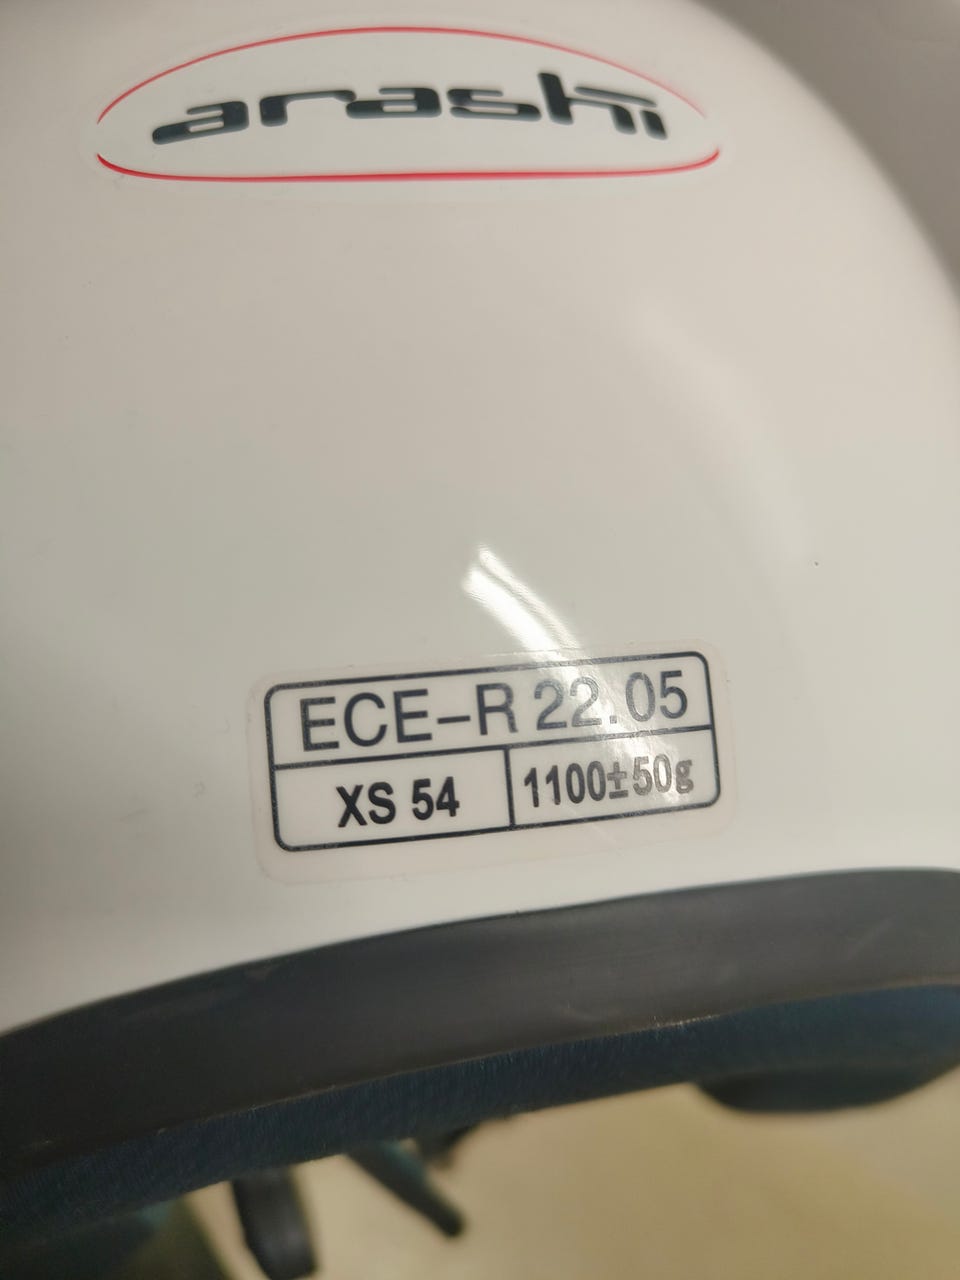 arashi
ECE-R 22.05
XS 54
1100±50g